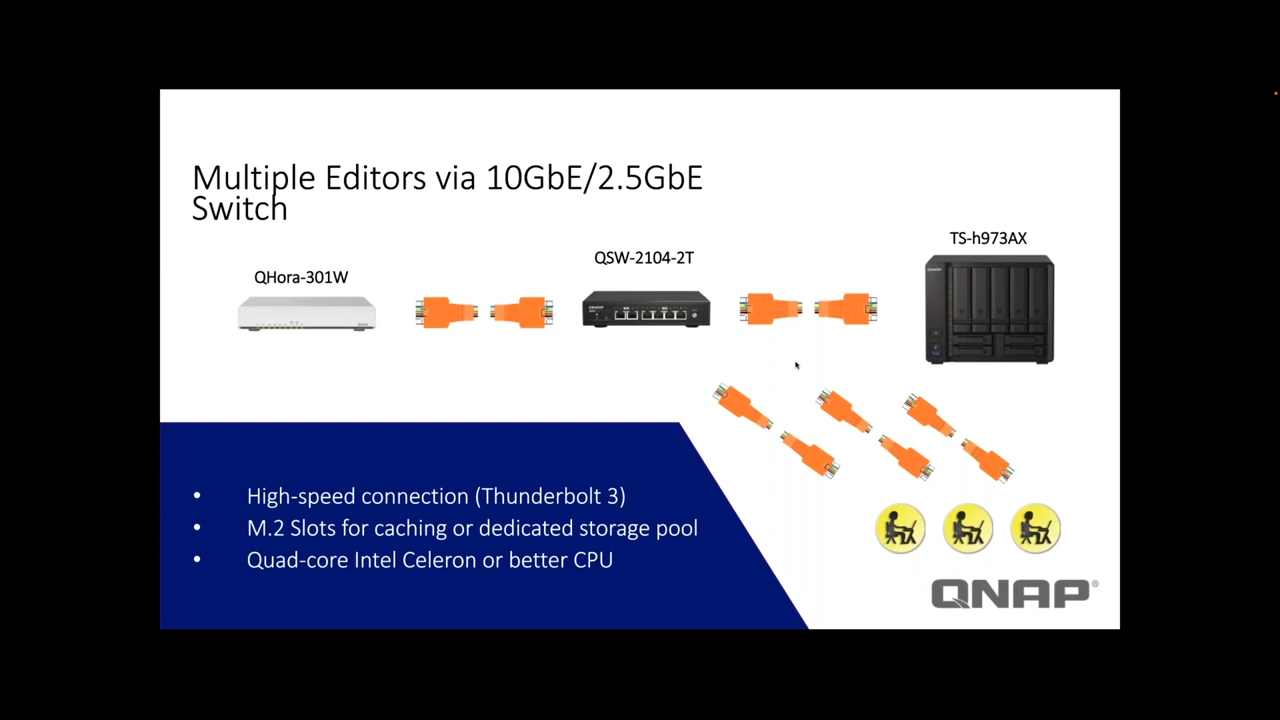 Multiple Editors via 10GbE/2.5GbE
Switch
TS-h973AX
QSW-2104-2T
QHora-301W
• High-speed connection (Thunderbolt 3)
• M.2 Slots for caching or dedicated storage pool
• Quad-core Intel Celeron or better CPU
QNAP®